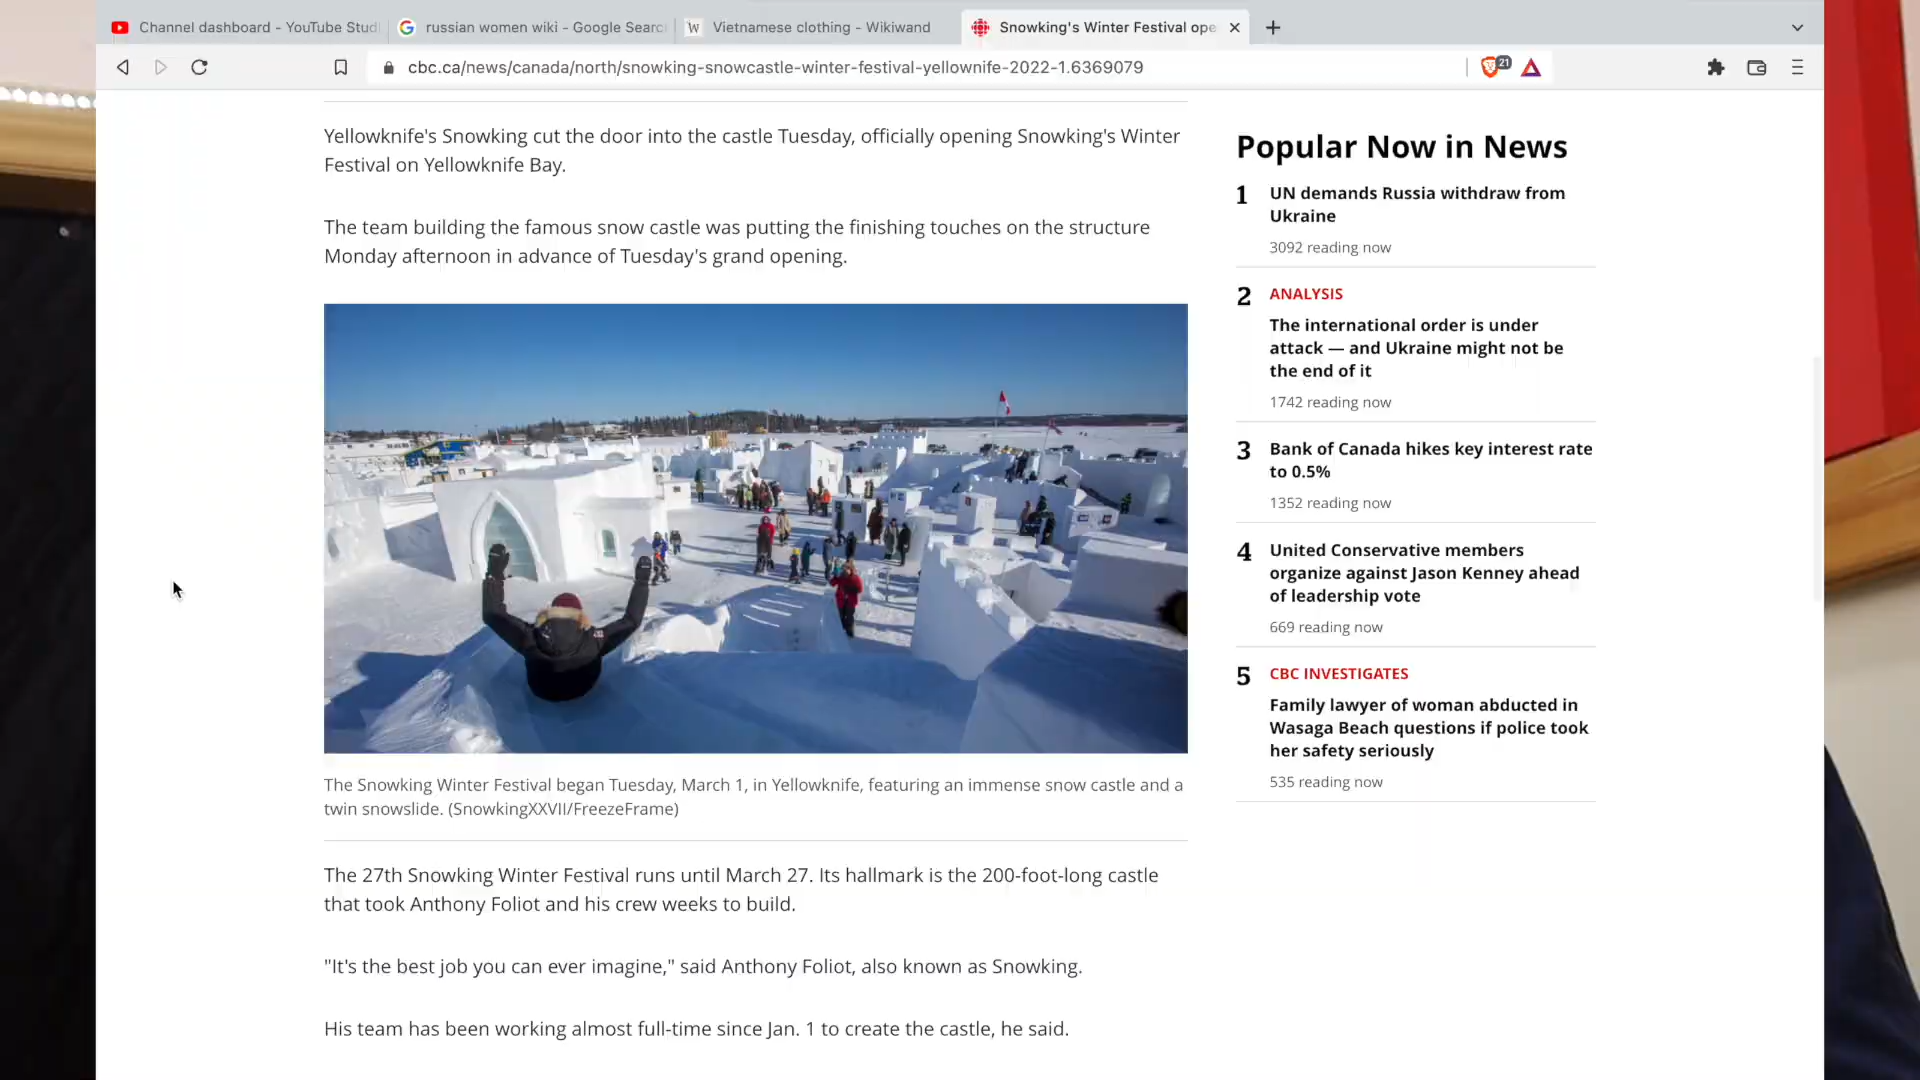 Channel dashboard - YouTube Stud
russian women wiki - Google Searc
W Vietnamese clothing - Wikiwand
Snowking's Winter Festival ope
cbc.ca/news/canada/north/snowking-snowcastle-winter-festival-yellownife-2022-1.6369079
21
Yellowknife's Snowking cut the door into the castle Tuesday, officially opening Snowking's Winter
Festival on Yellowknife Bay.
The team building the famous snow castle was putting the finishing touches on the structure
Monday afternoon in advance of Tuesday's grand opening.
The Snowking Winter Festival began Tuesday, March 1, in Yellowknife, featuring an immense snow castle and a
twin snowslide. (SnowkingXXVII/FreezeFrame)
The 27th Snowking Winter Festival runs until March 27. Its hallmark is the 200-foot-long castle
that took Anthony Foliot and his crew weeks to build.
"It's the best job you can ever imagine," said Anthony Foliot, also known as Snowking.
His team has been working almost full-time since Jan. 1 to create the castle, he said.
Popular Now in News
1 UN demands Russia withdraw from
Ukraine
3092 reading now
2 ANALYSIS
The international order is under
attack — and Ukraine might not be
the end of it
1742 reading now
3 Bank of Canada hikes key interest rate
to 0.5%
1352 reading now
4 United Conservative members
organize against Jason Kenney ahead
of leadership vote
669 reading now
5 CBC INVESTIGATES
Family lawyer of woman abducted in
Wasaga Beach questions if police took
her safety seriously
535 reading now